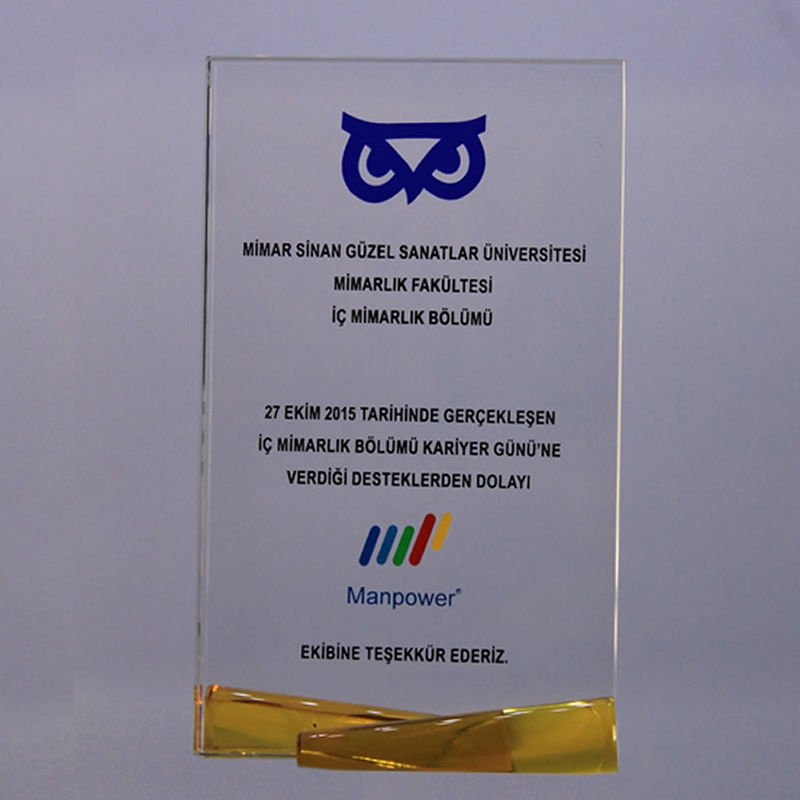 MİMAR SİNAN GÜZEL SANATLAR ÜNİVERSİTESİ
MİMARLIK FAKÜLTESİ
İÇ MİMARLIK BÖLÜMÜ
27 EKİM 2015 TARİHİNDE GERÇEKLEŞEN
İÇ MİMARLIK BÖLÜMÜ KARİYER GÜNÜ'NE
VERDİĞİ DESTEKLERDEN DOLAYI
Manpower®
EKİBİNE TEŞEKKÜR EDERİZ.